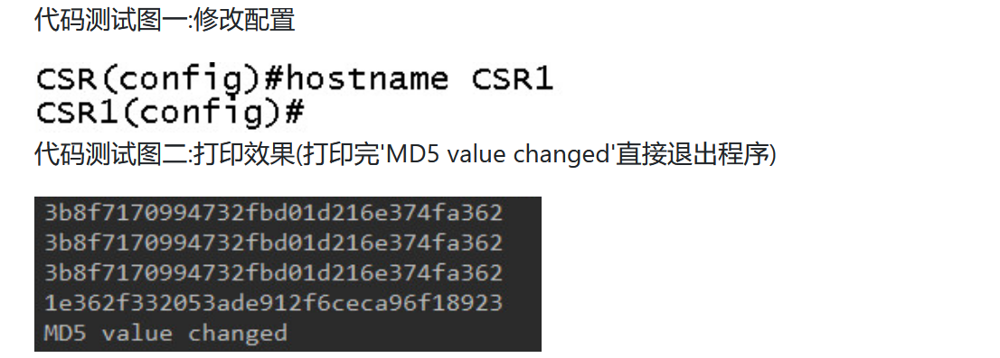 代码测试图一:修改配置
CSR(config)#hostname CSR1
CSR1(config)#
代码测试图二:打印效果(打印完'MD5 value changed'直接退出程序)
3b8f7170994732fbd01d216e374fa362
3b8f7170994732fbd01d216e374fa362
3b8f7170994732fbd01d216e374fa362
1e362f332053ade912f6ceca96f18923
MD5 value changed